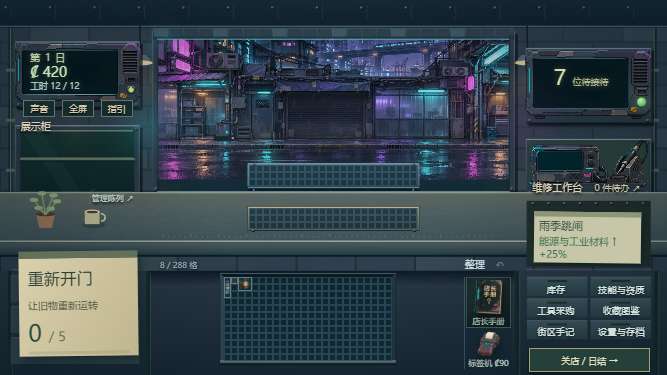 第 1 日
₡ 420
工时 12 / 12
声音
全屏
指引
展示柜
管理陈列 ↗
7 位待接待
维修工作台
0 件待办 ↗
雨季跳闸
能源与工业材料↑
+25%
重新开门
让旧物重新运转
0 / 5
8 / 288 格
整理
店长手册
店长手册
标签机 ₡90
库存
技能与资质
工具采购
收藏图鉴
街区手记
设置与存档
关店 / 日结 →